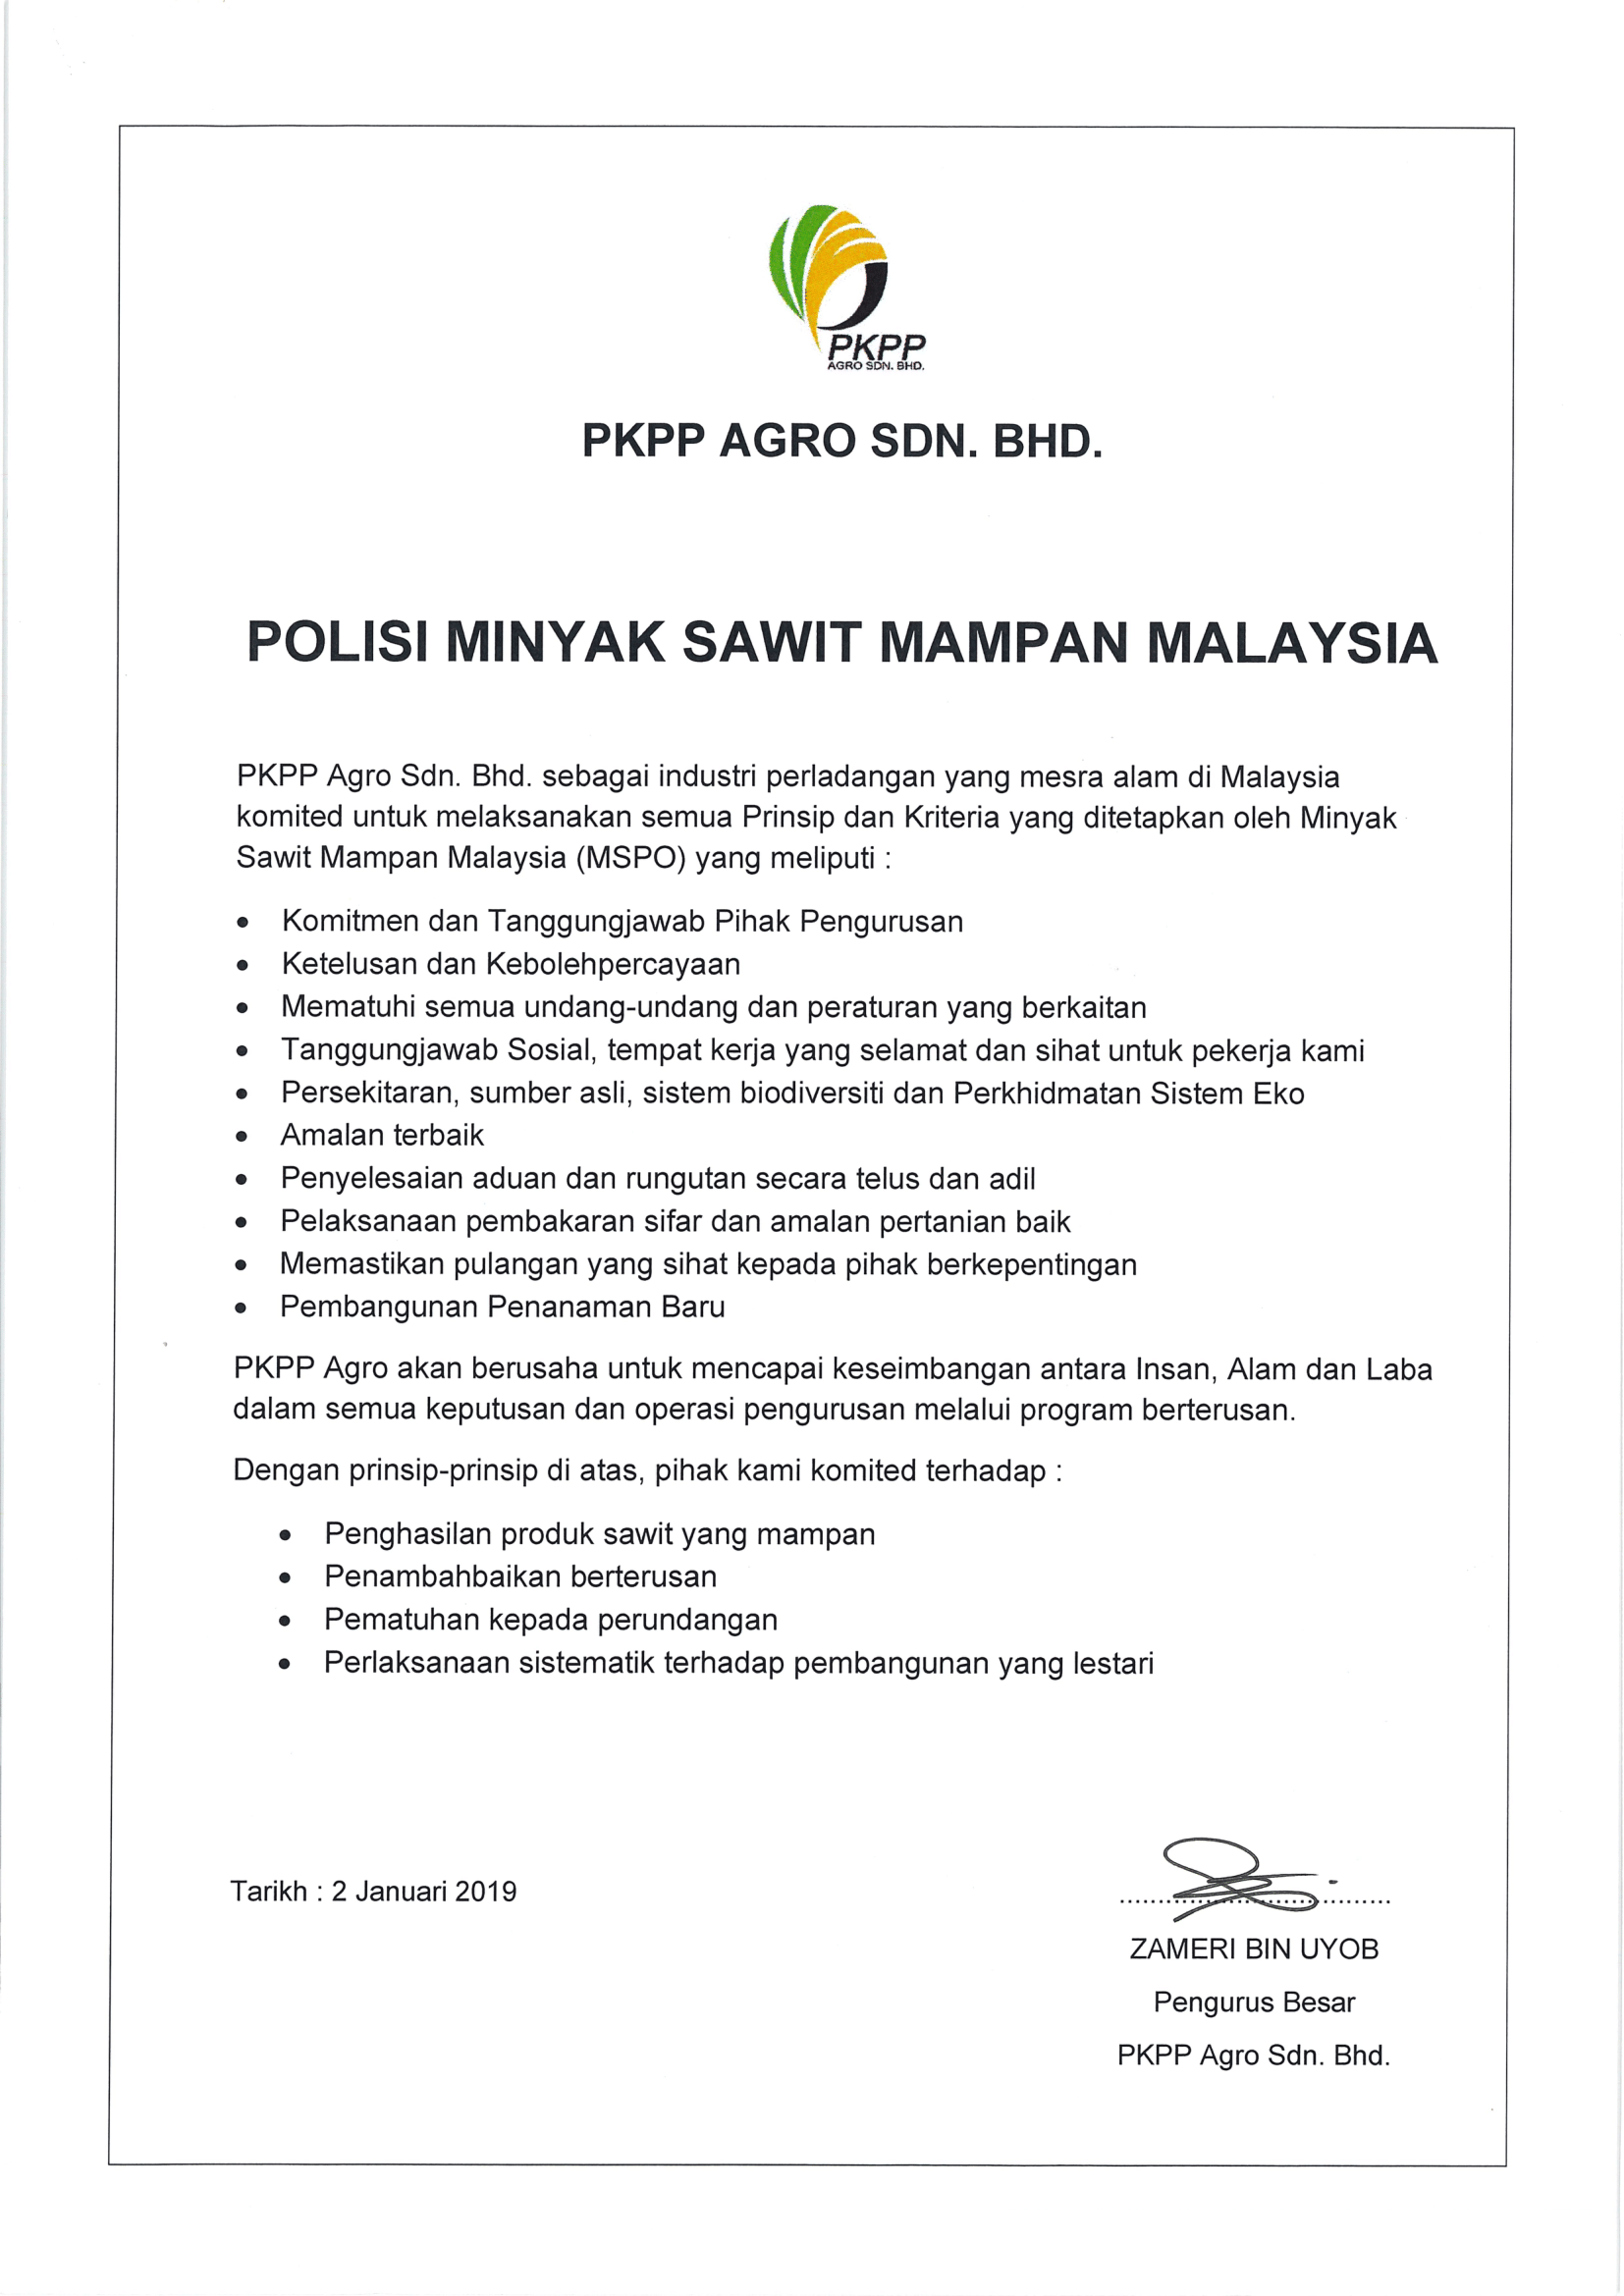 PKPP
AGRO SDN. BHD.
PKPP AGRO SDN. BHD.
POLISI MINYAK SAWIT MAMPAN MALAYSIA
PKPP Agro Sdn. Bhd. sebagai industri perladangan yang mesra alam di Malaysia
komited untuk melaksanakan semua Prinsip dan Kriteria yang ditetapkan oleh Minyak
Sawit Mampan Malaysia (MSPO) yang meliputi :
• Komitmen dan Tanggungjawab Pihak Pengurusan
• Ketelusan dan Kebolehpercayaan
• Mematuhi semua undang-undang dan peraturan yang berkaitan
• Tanggungjawab Sosial, tempat kerja yang selamat dan sihat untuk pekerja kami
• Persekitaran, sumber asli, sistem biodiversiti dan Perkhidmatan Sistem Eko
• Amalan terbaik
• Penyelesaian aduan dan rungutan secara telus dan adil
• Pelaksanaan pembakaran sifar dan amalan pertanian baik
• Memastikan pulangan yang sihat kepada pihak berkepentingan
• Pembangunan Penanaman Baru
PKPP Agro akan berusaha untuk mencapai keseimbangan antara Insan, Alam dan Laba
dalam semua keputusan dan operasi pengurusan melalui program berterusan.
Dengan prinsip-prinsip di atas, pihak kami komited terhadap :
• Penghasilan produk sawit yang mampan
• Penambahbaikan berterusan
• Pematuhan kepada perundangan
• Perlaksanaan sistematik terhadap pembangunan yang lestari
Tarikh : 2 Januari 2019
ZAMERI BIN UYOB
Pengurus Besar
PKPP Agro Sdn. Bhd.